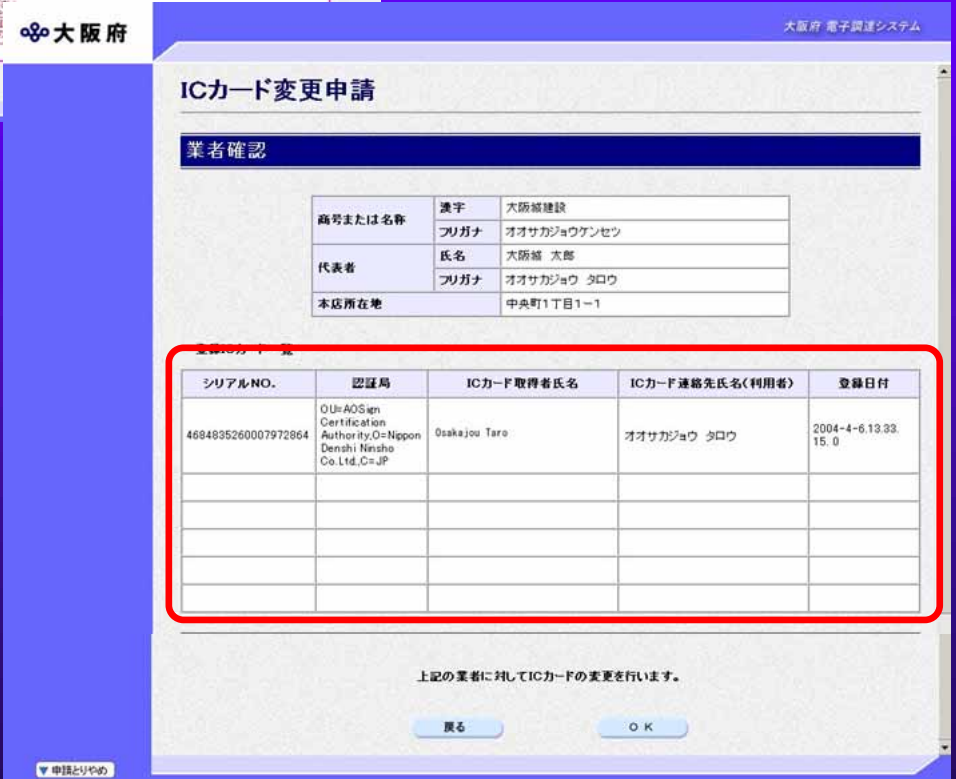 大阪府
大阪府 電子調達システム
ICカード変更申請
業者確認
商号または名称 漢字 大阪城建設
フリガナ オオサカジョウケンセツ
代表者 氏名 大阪城 太郎
フリガナ オオサカジョウ タロウ
本店所在地 中央町1丁目1-1
登録ICカード一覧
シリアルNO. 認証局 ICカード取得者氏名 ICカード連絡先氏名(利用者) 登録日付
4684835260007972864
OU=AOSign
Certification
Authority,O=Nippon
Denshi Ninsho
Co.Ltd.,C=JP
Osakajou Taro
オオサカジョウ タロウ
2004-4-6.13.33.
15.0
上記の業者に対してICカードの変更を行います。
戻る OK
▼申請とりやめ